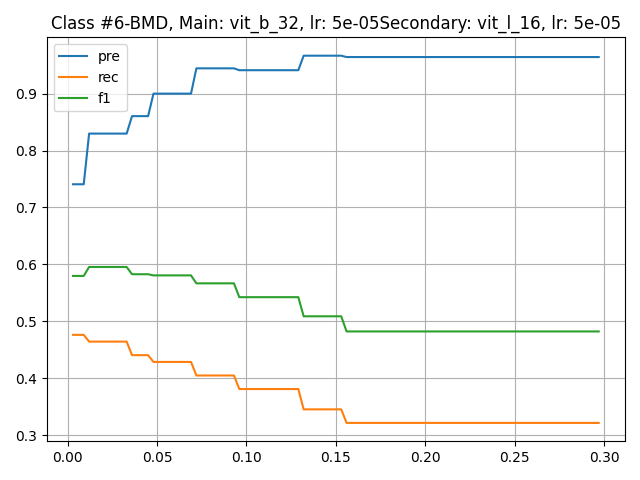 Class #6-BMD, Main: vit_b_32, lr: 5e-05Secondary: vit_l_16, lr: 5e-05
pre
rec
f1
0.9
0.8
0.7
0.6
0.5
0.4
0.3
0.00 0.05 0.10 0.15 0.20 0.25 0.30